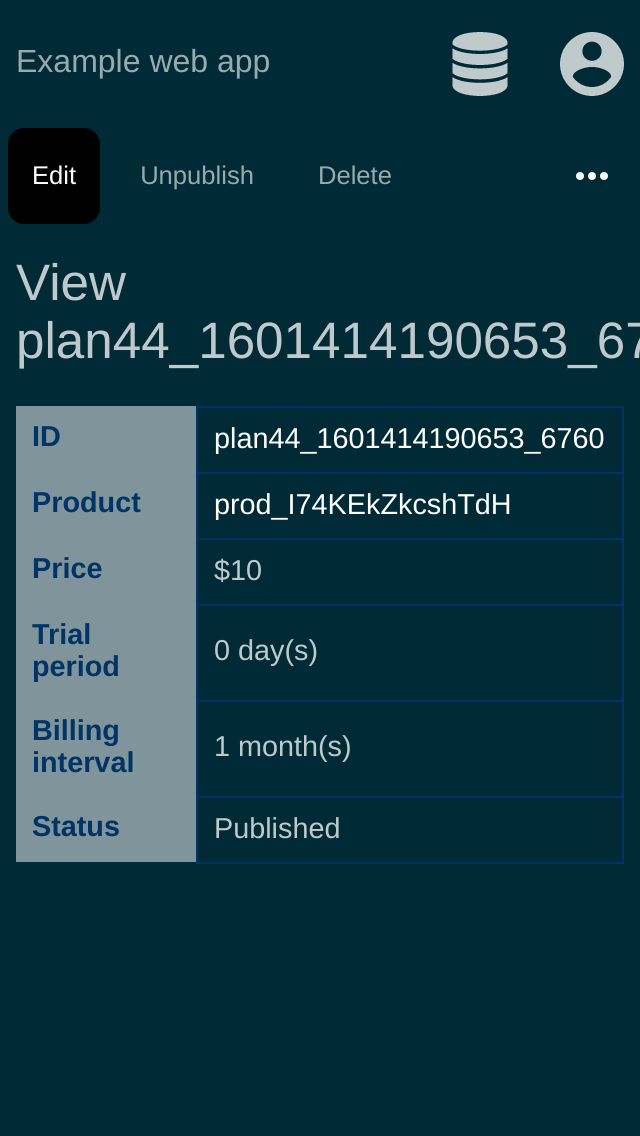 Example web app
Edit Unpublish Delete
View
plan44_1601414190653_67
ID plan44_1601414190653_6760
Product prod_I74KEkZkcshTdH
Price $10
Trial
period 0 day(s)
Billing
interval 1 month(s)
Status Published